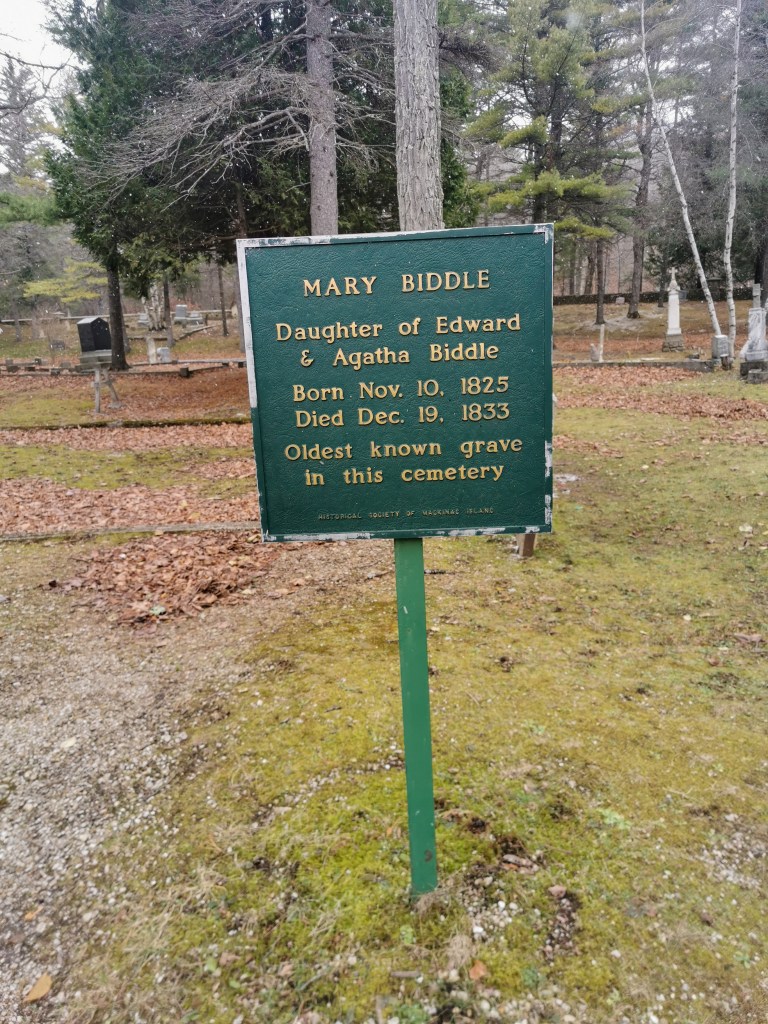 MARY BIDDLE
Daughter of Edward
& Agatha Biddle
Born Nov. 10, 1825
Died Dec. 19, 1833
Oldest known grave
in this cemetery
HISTORICAL SOCIETY OF MACKINAC ISLAND